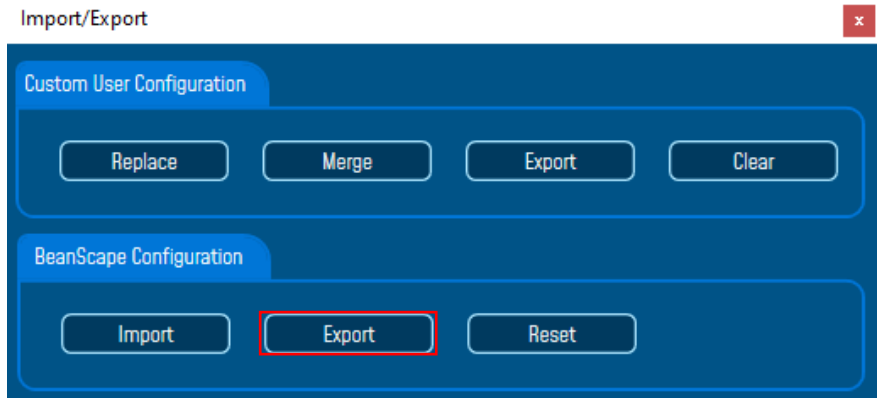 Import/Export
x
Custom User Configuration
Replace Merge Export Clear
BeanScape Configuration
Import Export Reset